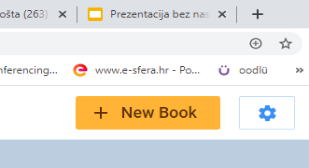 ošta (263) × Prezentacija bez nas × +
nferencing... www.e-sfera.hr - Po... oodlü »
+ New Book